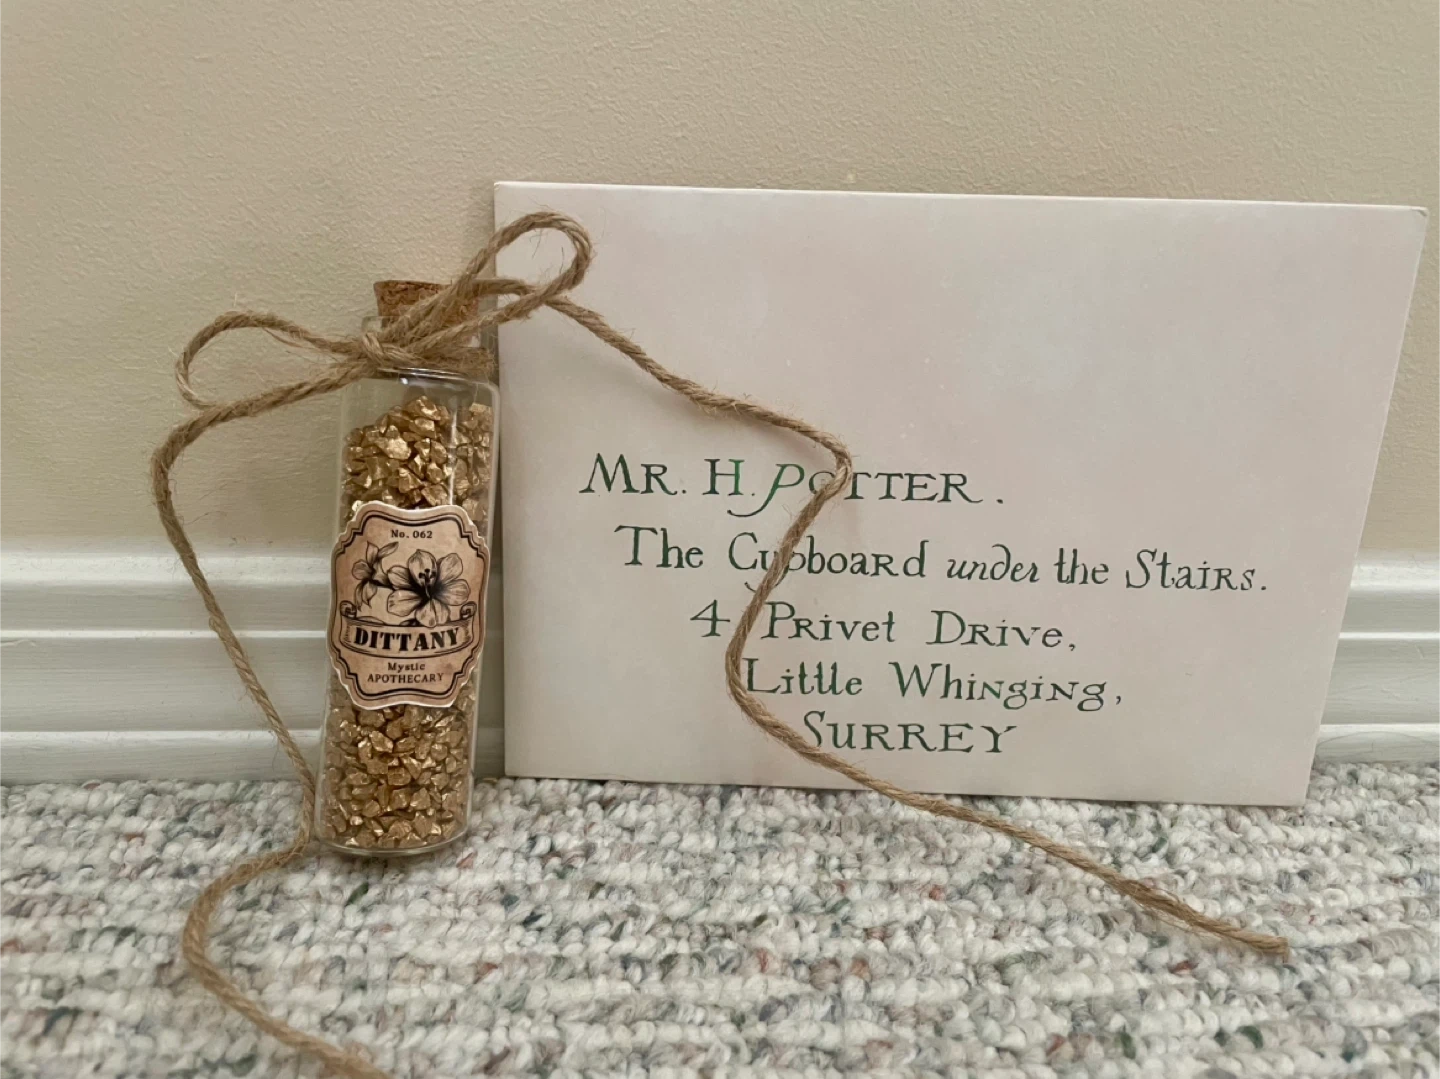 No. 062
DITTANY
Mystic
APOTHECARY
MR. H. POTTER.
The Cupboard under the Stairs.
4 Privet Drive,
Little Whinging,
SURREY